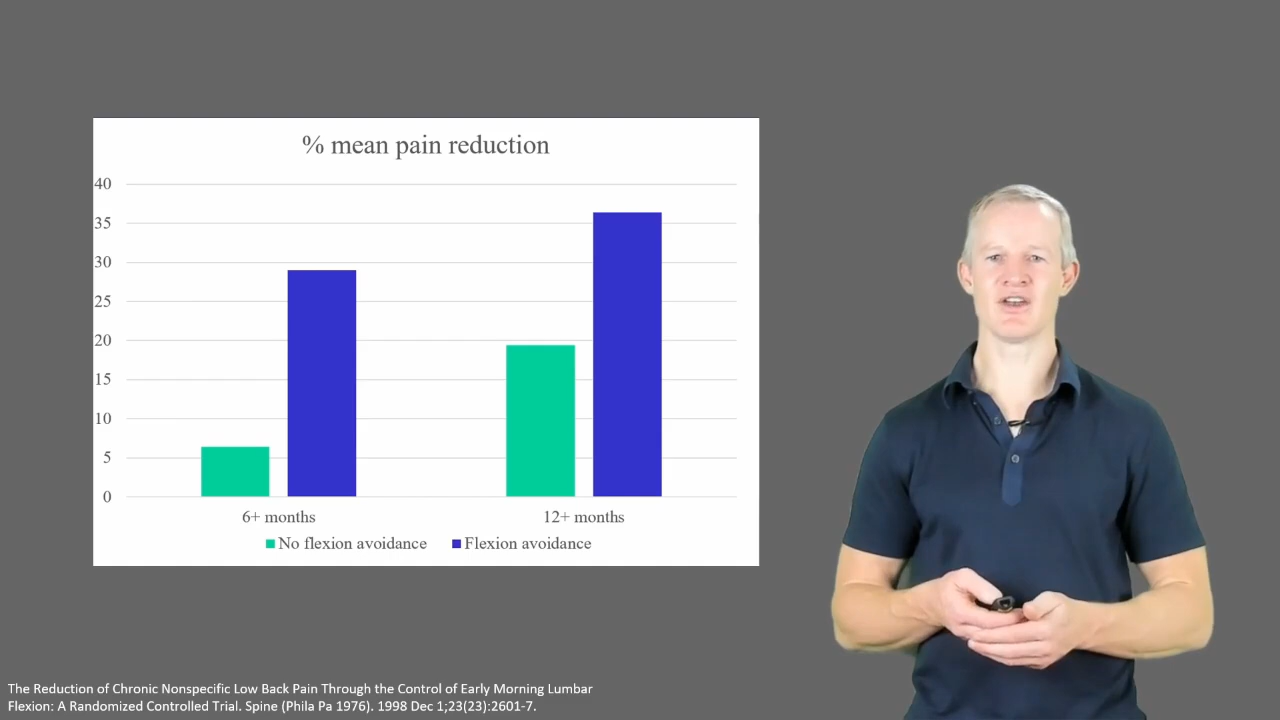 % mean pain reduction
40
35
30
25
20
15
10
5
0
6+ months 12+ months
No flexion avoidance Flexion avoidance
The Reduction of Chronic Nonspecific Low Back Pain Through the Control of Early Morning Lumbar
Flexion: A Randomized Controlled Trial. Spine (Phila Pa 1976). 1998 Dec 1;23(23):2601-7.